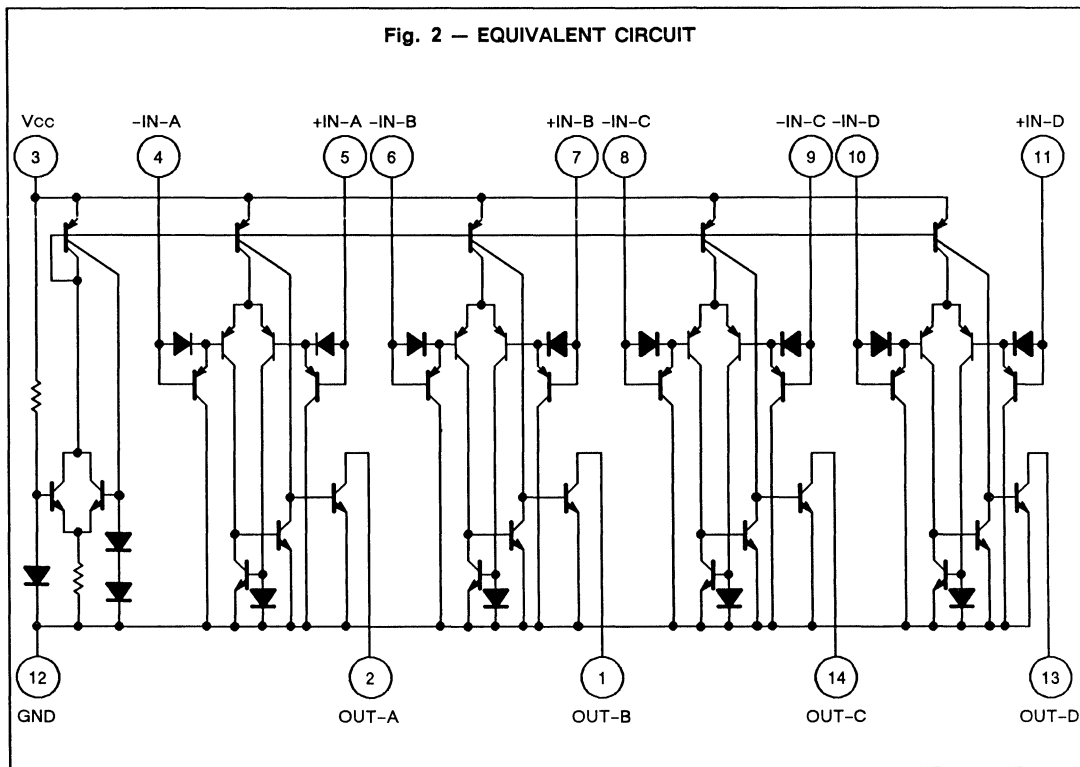 Fig. 2 — EQUIVALENT CIRCUIT
Vcc -IN-A +IN-A -IN-B +IN-B -IN-C -IN-C -IN-D +IN-D
3 4 5 6 7 8 9 10 11
12 2 1 14 13
GND OUT-A OUT-B OUT-C OUT-D